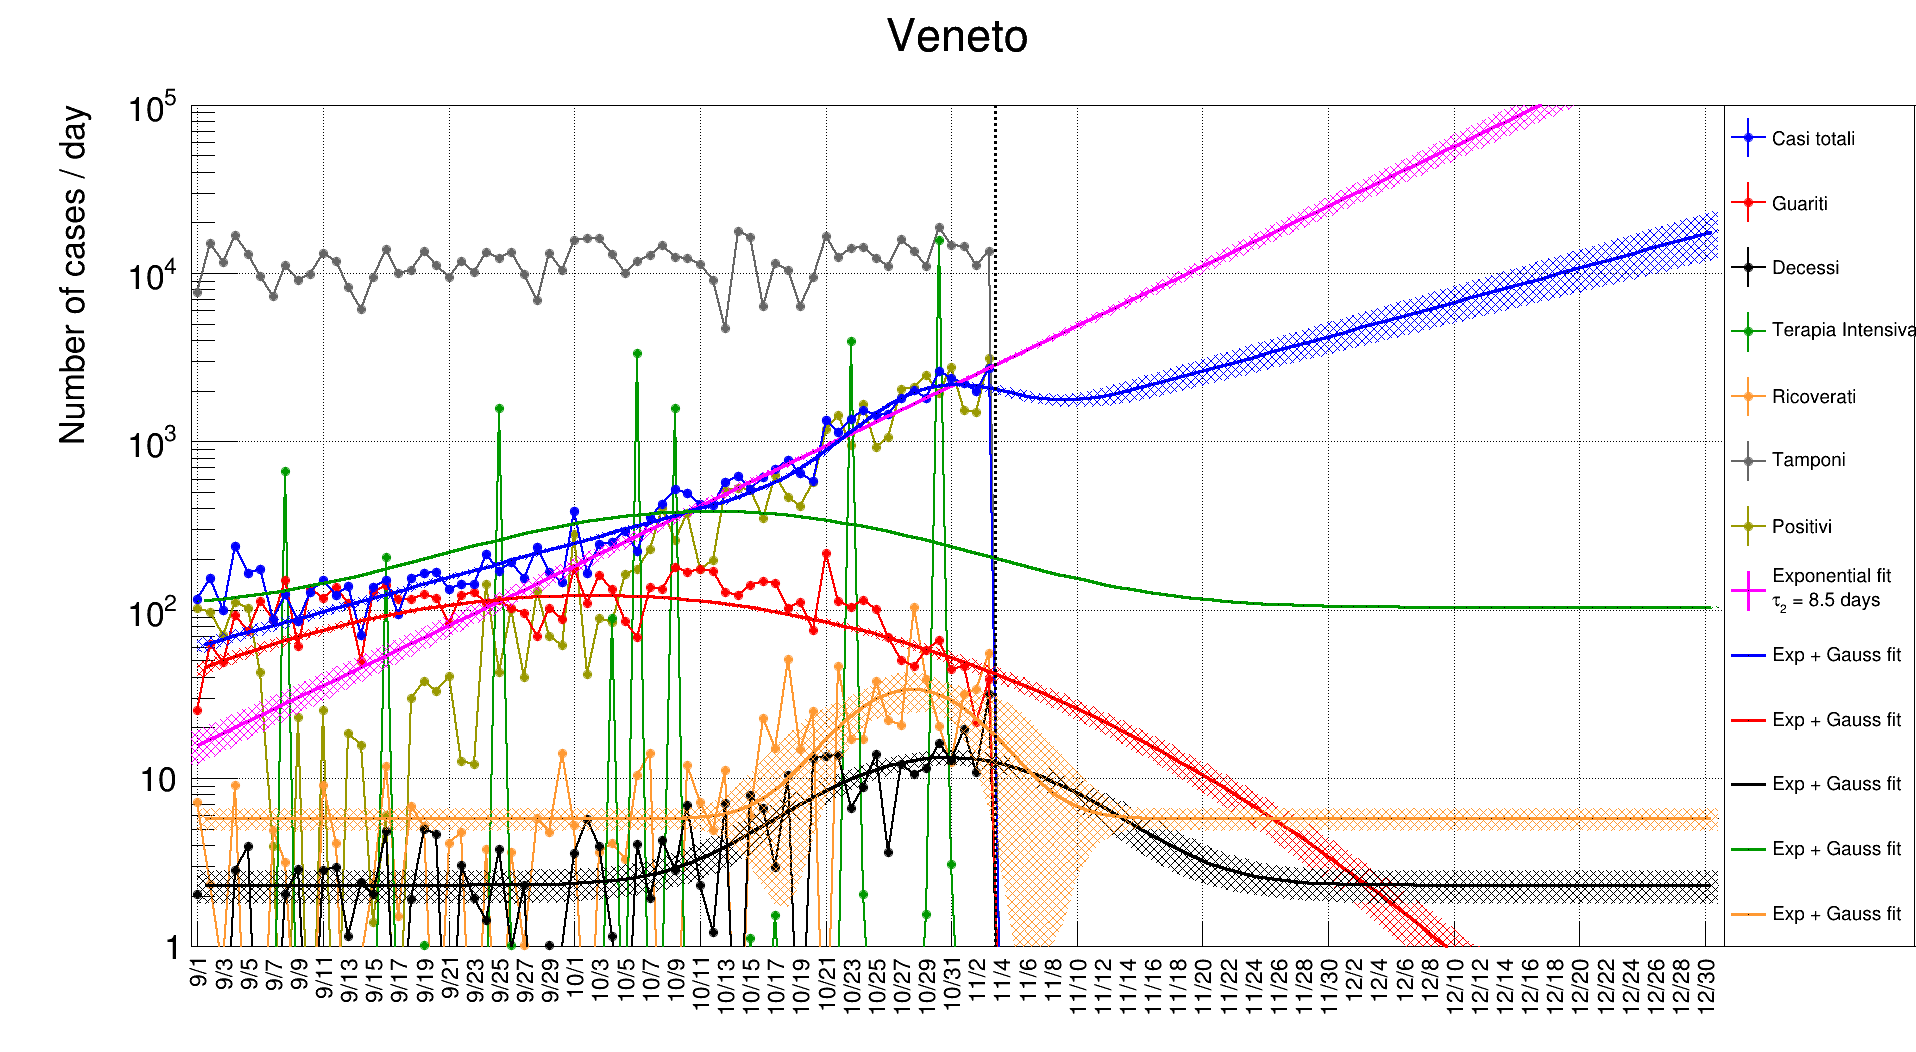 Veneto
Number of cases / day
10^5
10^4
10^3
10^2
10
1
9/1 9/3 9/5 9/7 9/9 9/11 9/13 9/15 9/17 9/19 9/21 9/23 9/25 9/27 9/29 10/1 10/3 10/5 10/7 10/9 10/11 10/13 10/15 10/17 10/19 10/21 10/23 10/25 10/27 10/29 10/31 11/2 11/4 11/6 11/8 11/10 11/12 11/14 11/16 11/18 11/20 11/22 11/24 11/26 11/28 11/30 12/2 12/4 12/6 12/8 12/10 12/12 12/14 12/16 12/18 12/20 12/22 12/24 12/26 12/28 12/30
Casi totali
Guariti
Decessi
Terapia Intensiva
Ricoverati
Tamponi
Positivi
Exponential fit
τ₂ = 8.5 days
Exp + Gauss fit
Exp + Gauss fit
Exp + Gauss fit
Exp + Gauss fit
Exp + Gauss fit